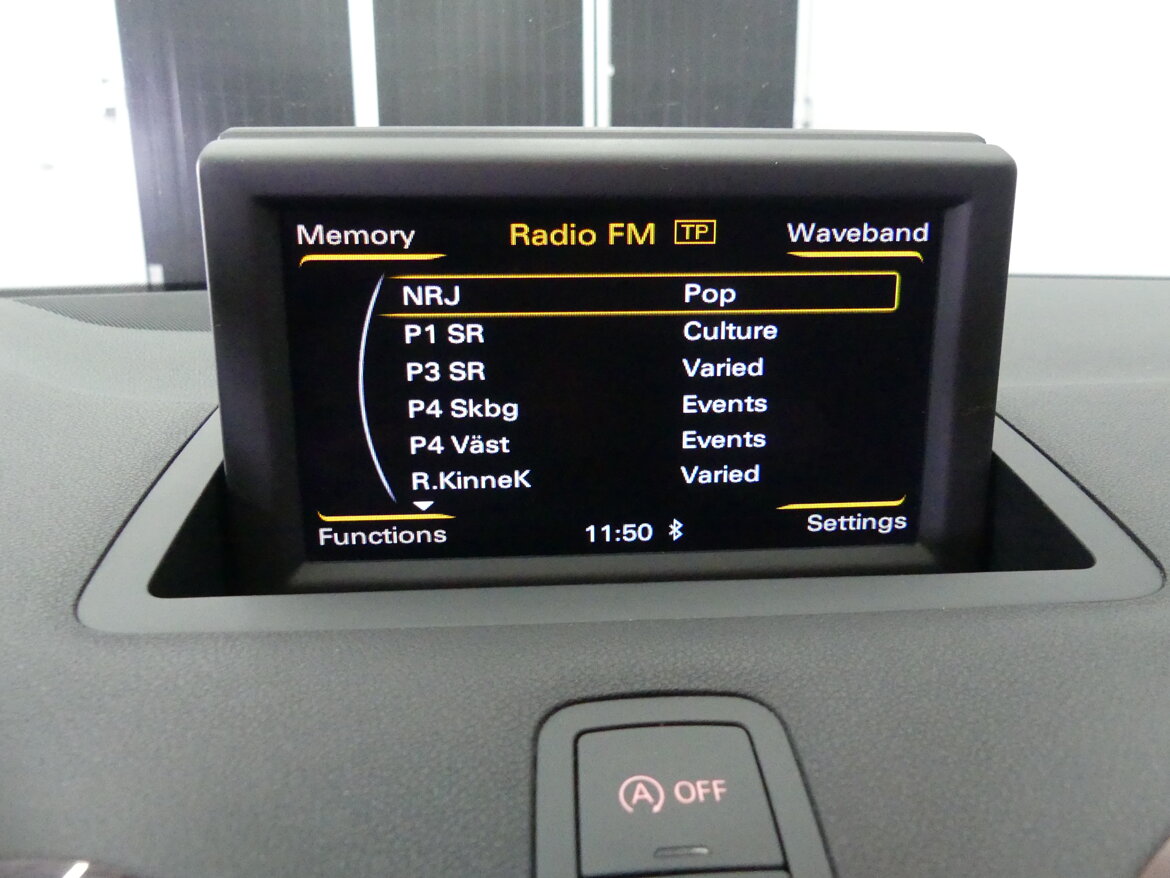 Memory Radio FM TP Waveband
NRJ Pop
P1 SR Culture
P3 SR Varied
P4 Skbg Events
P4 Väst Events
R.KinneK Varied
Functions 11:50 Settings
A OFF